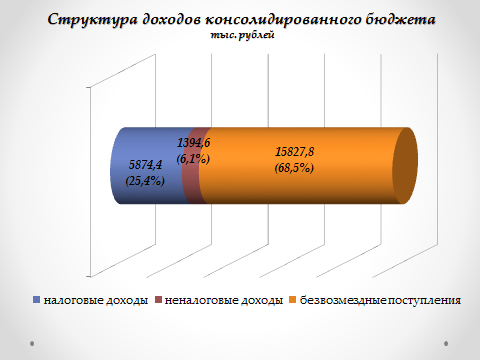 Структура доходов консолидированного бюджета
тыс. рублей
5874,4
(25,4%)
1394,6
(6,1%)
15827,8
(68,5%)
налоговые доходы неналоговые доходы безвозмездные поступления